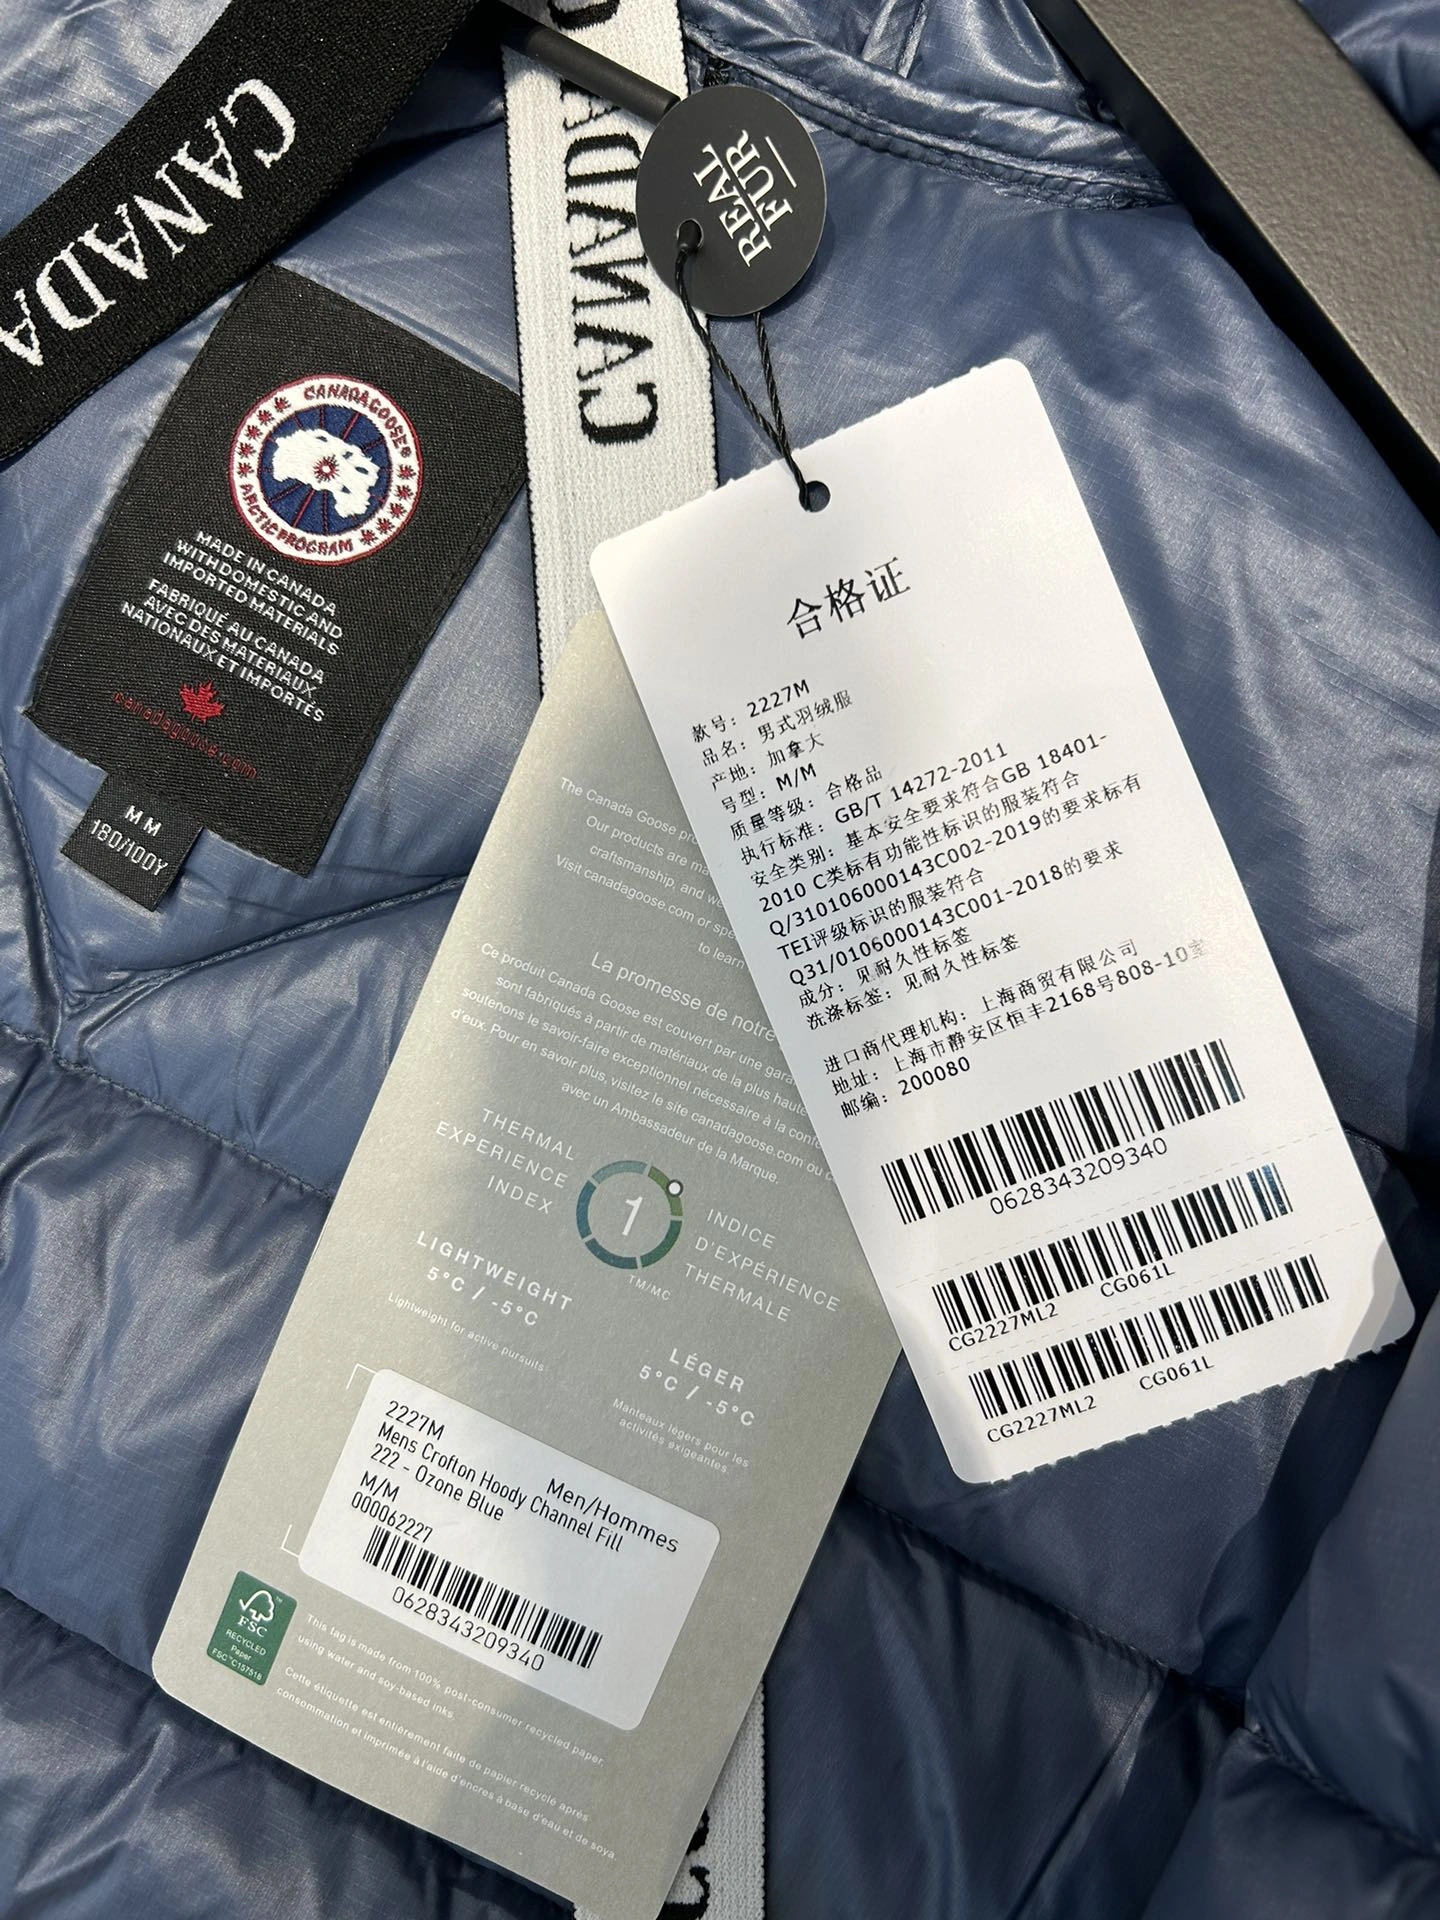 CANADA
CANADA
REAL
FUR
CANADA GOOSE®
ARCTIC PROGRAM
MADE IN CANADA
WITH DOMESTIC AND
IMPORTED MATERIALS
FABRIQUÉ AU CANADA
AVEC DES MATERIAUX
NATIONAUX ET IMPORTÉS
canadagoose.com
M M
180/100Y
合格证
款号： 2227M
品名： 男式羽绒服
产地： 加拿大
号型： M/M
质量等级： 合格品
执行标准： GB/T 14272-2011
安全类别： 基本安全要求符合GB 18401-
2010 C类标有功能性标识的服装符合
Q/310106000143C002-2019的要求标有
TEI评级标识的服装符合
Q31/0106000143C001-2018的要求
成分： 见耐久性标签
洗涤标签： 见耐久性标签
进口商代理机构： 上海商贸有限公司
地址： 上海市静安区恒丰2168号808-10室
邮编： 200080
0628343209340
CG2227ML2 CG061L
CG2227ML2 CG061L
The Canada Goose
Our products are
craftsmanship, and
Visit canadagoose.com or
to learn
La promesse de notre
Ce produit Canada Goose est couvert par une
sont fabriqués à partir de matériaux de la plus haute
soutenons le savoir-faire exceptionnel nécessaire à la
d'eux. Pour en savoir plus, visitez le site canadagoose.com ou
avec un Ambassadeur de la Marque.
THERMAL
EXPERIENCE
INDEX
1
TM/MC
INDICE
D'EXPÉRIENCE
THERMALE
LIGHTWEIGHT
5°C / -5°C
Lightweight for active pursuits
LÉGER
5°C / -5°C
Manteaux légers pour les
activités exigeantes.
2227M
Men/Hommes
Mens Crofton Hoody Channel Fill
222 - Ozone Blue
M/M
000062227
0628343209340
FSC
RECYCLED
Paper
FSC™ C157518
This tag is made from 100% post-consumer recycled paper
using water and soy-based inks.
Cette étiquette est entièrement faite de papier recyclé après
consommation et imprimée à l'aide d'encres à base d'eau et de soya.